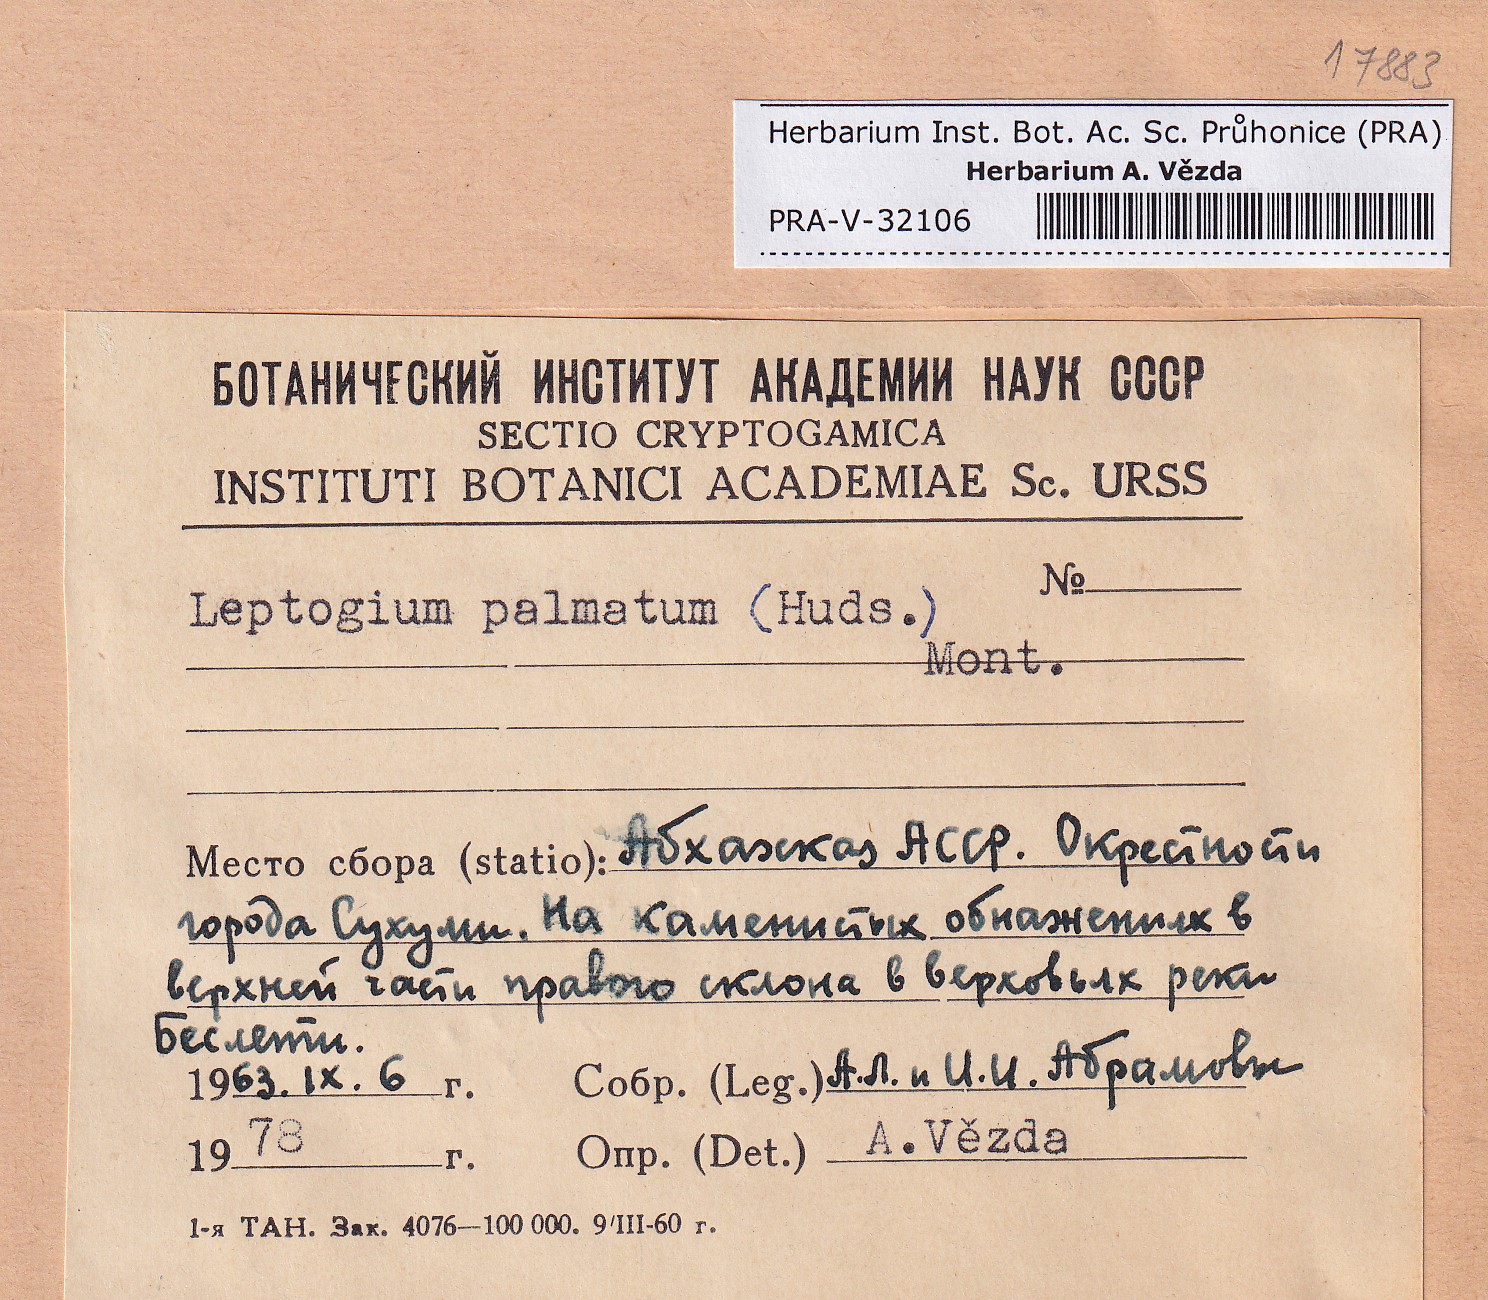 17883
Herbarium Inst. Bot. Ac. Sc. Průhonice (PRA)
Herbarium A. Vězda
PRA-V-32106
БОТАНИЧЕСКИЙ ИНСТИТУТ АКАДЕМИИ НАУК СССР
SECTIO CRYPTOGAMICA
INSTITUTI BOTANICI ACADEMIAE Sc. URSS
№
Leptogium palmatum (Huds.)
Mont.
Место сбора (statio): Абхазская АССР. Окрестности
города Сухуми. На каменистых обнажениях в
верхней части правого склона в верховьях реки
Беслетти.
1963.IX.6 г. Собр. (Leg.) А.Л. и И.И. Абрамовы
1978 г. Опр. (Det.) A.Vězda
1-я ТАН. Зак. 4076—100 000. 9/III-60 г.